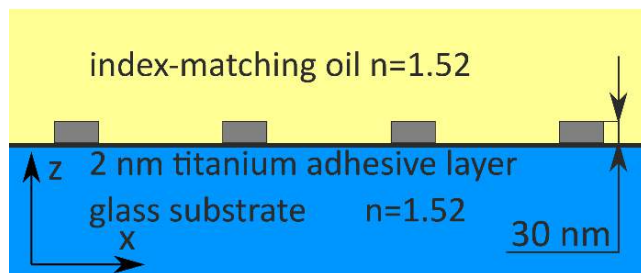 index-matching oil n=1.52
z 2 nm titanium adhesive layer
glass substrate n=1.52
x
30 nm